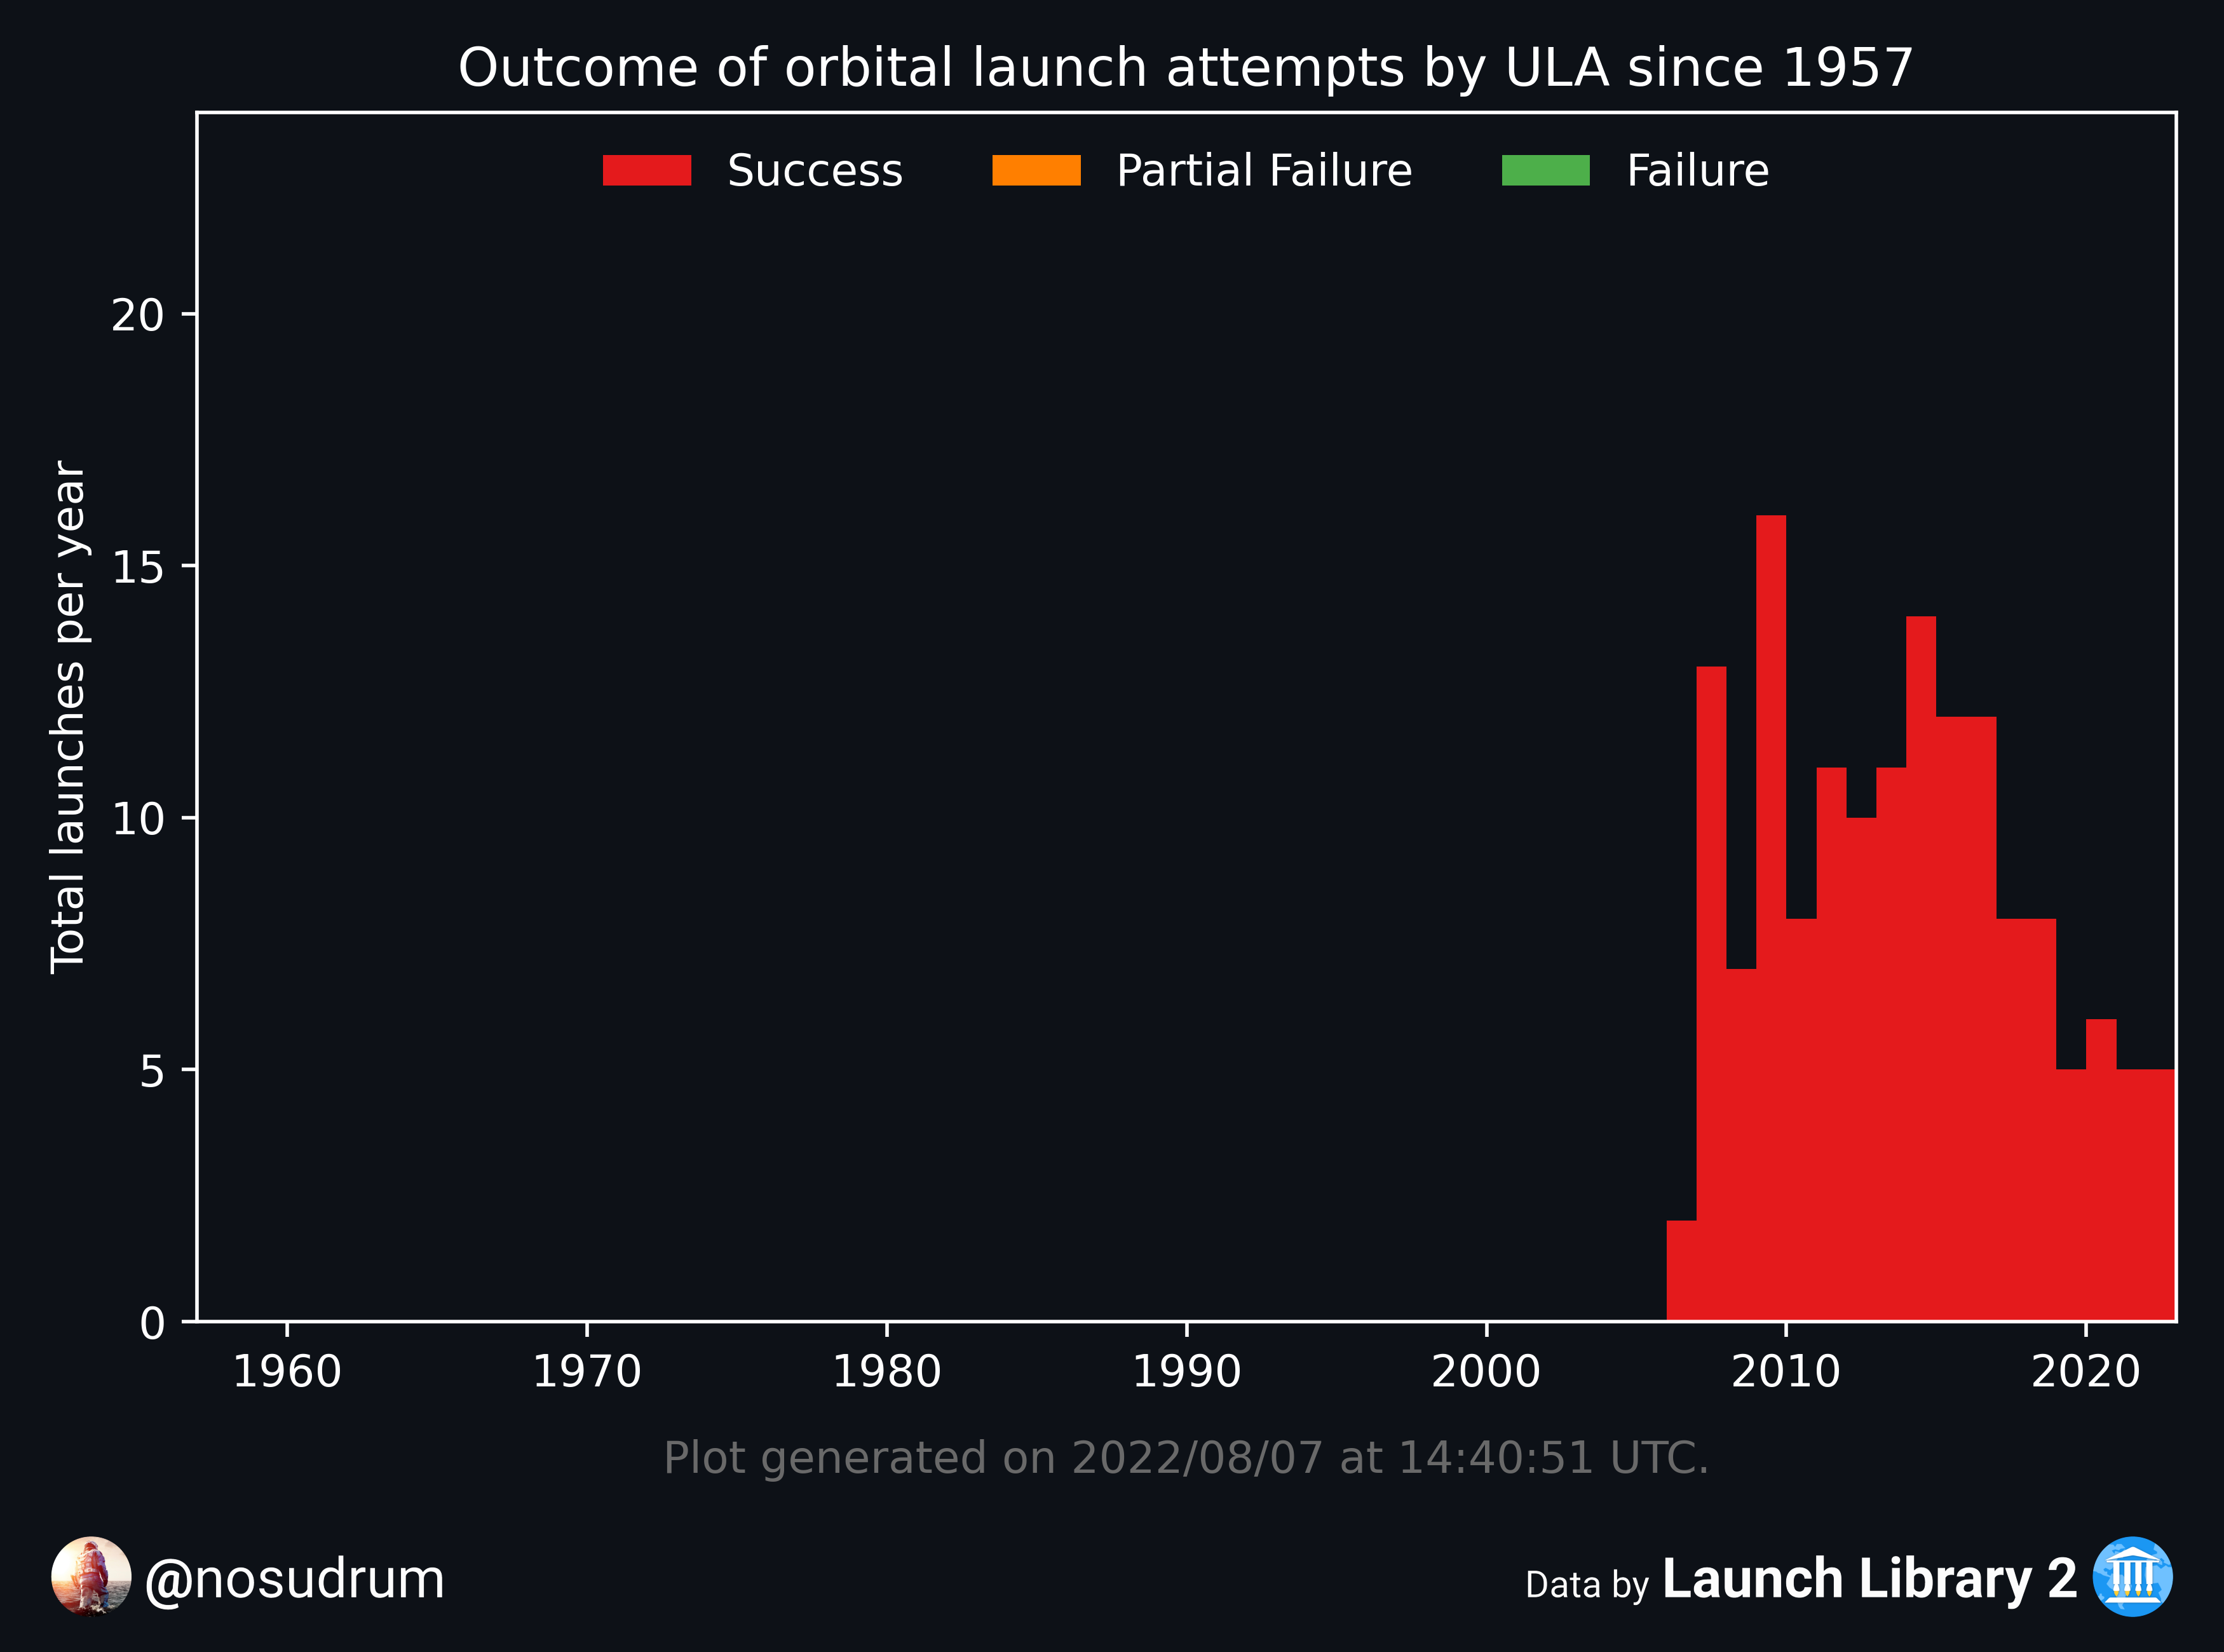 Outcome of orbital launch attempts by ULA since 1957
Success
Partial Failure
Failure
Total launches per year
20
15
10
5
0
1960
1970
1980
1990
2000
2010
2020
Plot generated on 2022/08/07 at 14:40:51 UTC.
@nosudrum
Data by Launch Library 2